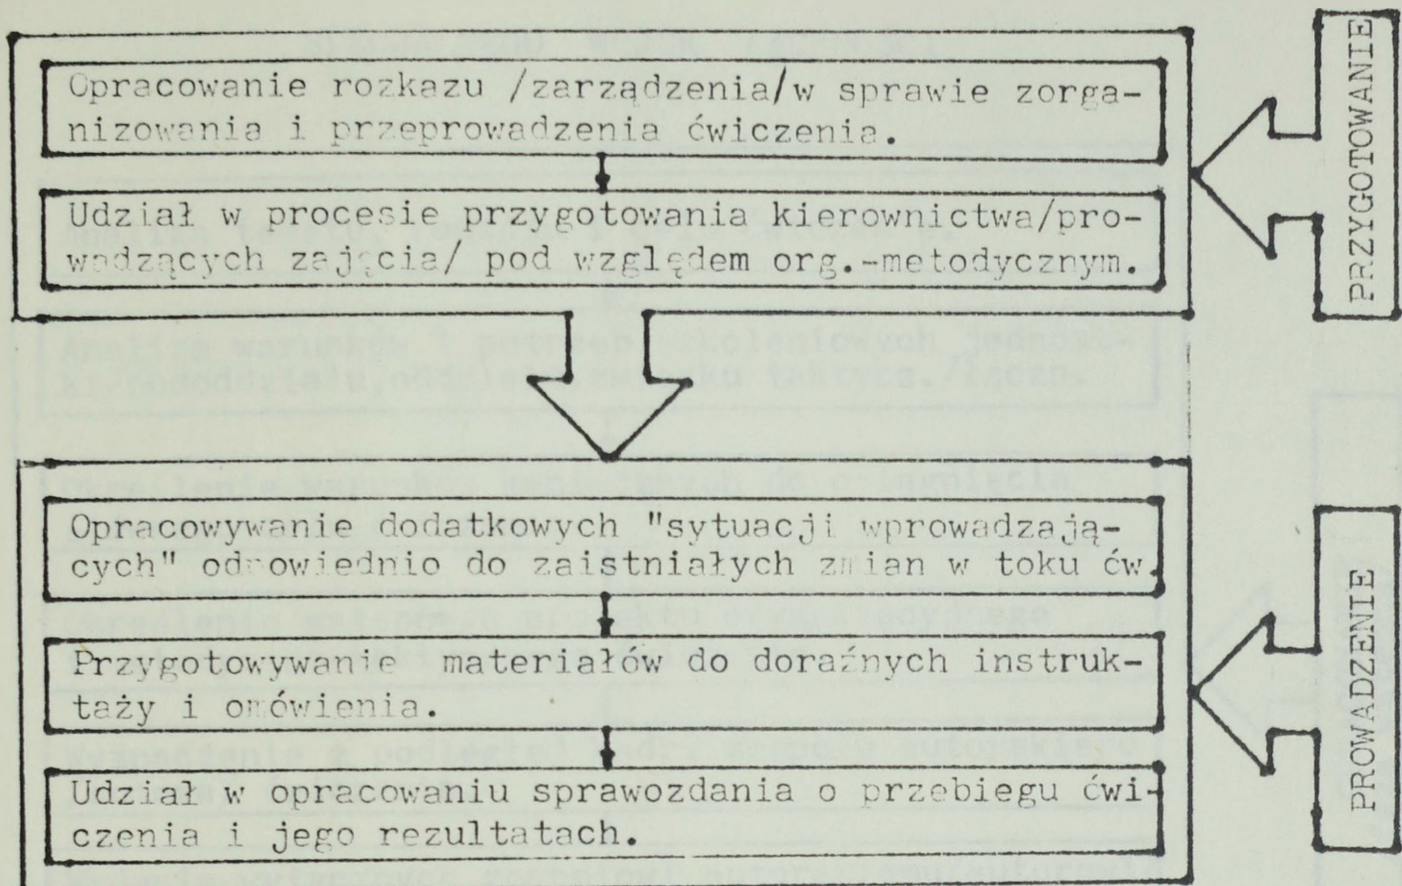 Opracowanie rozkazu /zarządzenia/w sprawie zorga-
nizowania i przeprowadzenia ćwiczenia.
Udział w procesie przygotowania kierownictwa/pro-
wadzących zajęcia/ pod względem org.-metodycznym.
PRZYGOTOWANIE
Opracowywanie dodatkowych "sytuacji wprowadzają-
cych" odpowiednio do zaistniałych zmian w toku ćw.
Przygotowywanie materiałów do doraźnych instruk-
taży i omówienia.
Udział w opracowaniu sprawozdania o przebiegu ćwi-
czenia i jego rezultatach.
PROWADZENIE